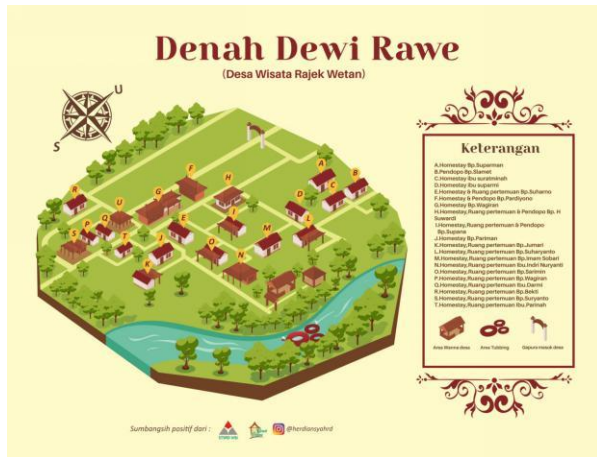 Denah Dewi Rawe
(Desa Wisata Rajek Wetan)
U
S
Keterangan
A.Homestay Bp.Suparman
B.Pendopo Bp.Slamet
C.Homestay ibu suratminah
D.Homestay ibu suparmi
E.Homestay & Ruang pertemuan Bp.Suharno
F.Homestay & Pendopo Bp.Pardiyono
G.Homestay Bp.Wagiran
H.Homestay,Ruang pertemuan & Pendopo Bp. H
Suwardi
I.Homestay,Ruang pertemuan & Pendopo
Bp.Supana
J.Homestay Bp.Pariman
K.Homestay,Ruang pertemuan Bp.Jumari
L.Homestay,Ruang pertemuan Bp.Suharyanto
M.Homestay,Ruang pertemuan Bp.Imam Sobari
N.Homestay,Ruang pertemuan Ibu.Indri Nuryanti
O.Homestay,Ruang pertemuan Bp.Sarimin
P.Homestay,Ruang pertemuan Bp.Wagiran
Q.Homestay,Ruang pertemuan Ibu.Darmi
R.Homestay,Ruang pertemuan Bp.Bekti
S.Homestay,Ruang pertemuan Bp.Suryanto
T.Homestay,Ruang pertemuan Ibu.Parinah
Area Warma desa
Area Tubbing
Gapura masuk desa
A
B
C
D
E
F
G
H
I
J
K
L
M
N
O
P
Q
R
S
T
U
Sumbangsih positif dari :
@herdiansyahrd